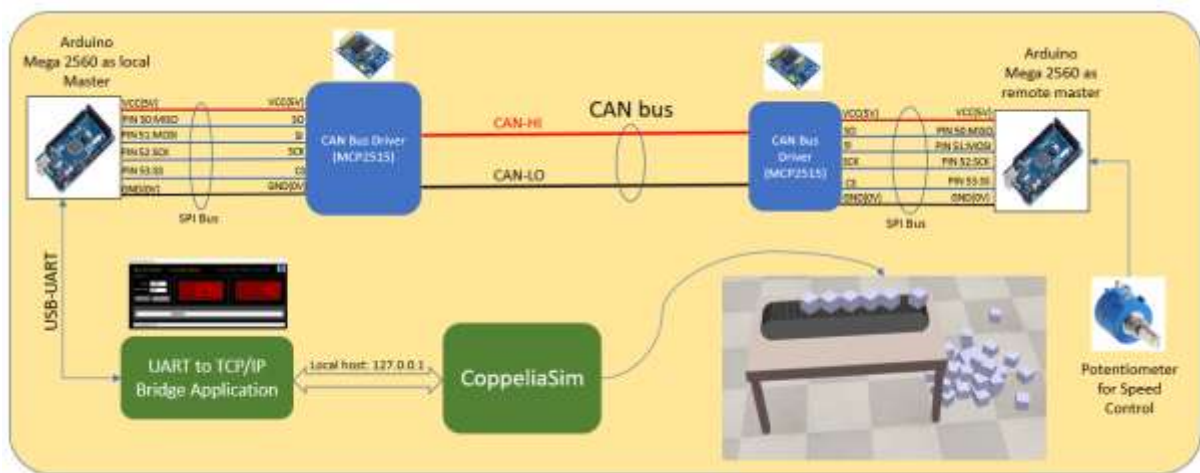 Arduino
Mega 2560 as local
Master
VCC(5V)
PIN 50:MISO
PIN 51:MOSI
PIN 52:SCK
PIN 53:SS
GND(0V)
VCC(5V)
SO
SI
SCK
CS
GND(0V)
SPI Bus
CAN Bus Driver
(MCP2515)
CAN-HI
CAN bus
CAN-LO
CAN Bus
Driver
(MCP2515)
VCC(5V)
SO
SI
SCK
CS
GND(0V)
VCC(5V)
PIN 50:MISO
PIN 51:MOSI
PIN 52:SCK
PIN 53:SS
GND(0V)
SPI Bus
Arduino
Mega 2560 as
remote master
USB-UART
UART to TCP/IP
Bridge Application
Local host: 127.0.0.1
CoppeliaSim
Potentiometer
for Speed
Control